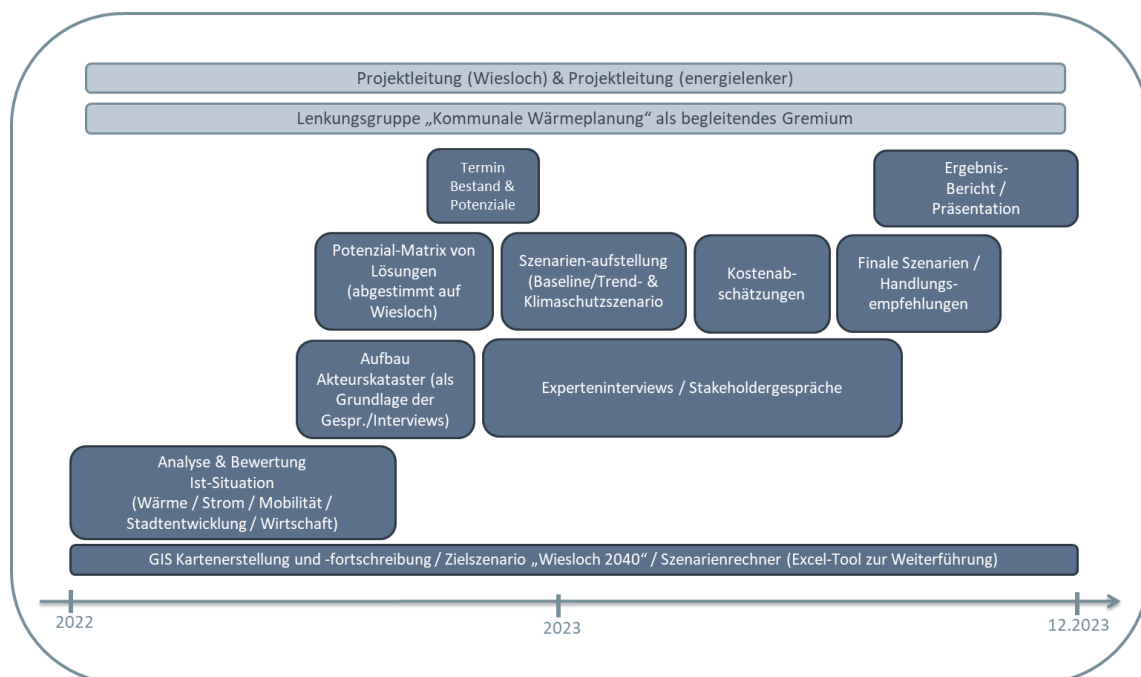 Projektleitung (Wiesloch) & Projektleitung (energielenker)
Lenkungsgruppe „Kommunale Wärmeplanung“ als begleitendes Gremium
Termin
Bestand &
Potenziale
Ergebnis-
Bericht /
Präsentation
Potenzial-Matrix von
Lösungen
(abgestimmt auf
Wiesloch)
Szenarien-aufstellung
(Baseline/Trend- &
Klimaschutzszenario
Kostenab-
schätzungen
Finale Szenarien /
Handlungs-
empfehlungen
Aufbau
Akteurskataster (als
Grundlage der
Gespr./Interviews)
Experteninterviews / Stakeholdergespräche
Analyse & Bewertung
Ist-Situation
(Wärme / Strom / Mobilität /
Stadtentwicklung / Wirtschaft)
GIS Kartenerstellung und -fortschreibung / Zielszenario „Wiesloch 2040“ / Szenarienrechner (Excel-Tool zur Weiterführung)
2022
2023
12.2023